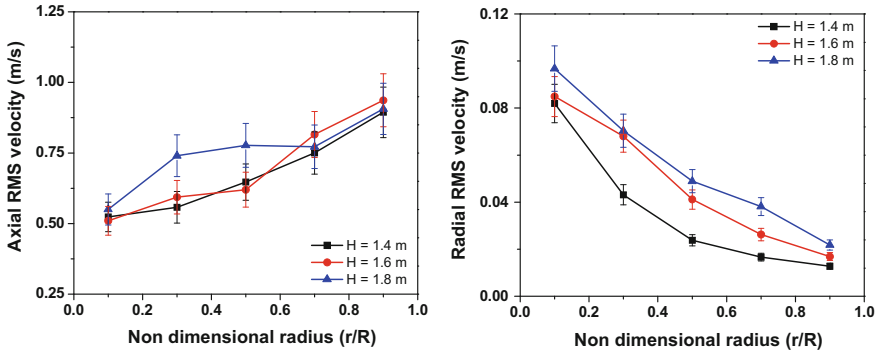 1.25
1.00
0.75
0.50
0.25
0.0 0.2 0.4 0.6 0.8 1.0
Axial RMS velocity (m/s)
Non dimensional radius (r/R)
H = 1.4 m
H = 1.6 m
H = 1.8 m
0.12
0.08
0.04
0.00
0.0 0.2 0.4 0.6 0.8 1.0
Radial RMS velocity (m/s)
Non dimensional radius (r/R)
H = 1.4 m
H = 1.6 m
H = 1.8 m